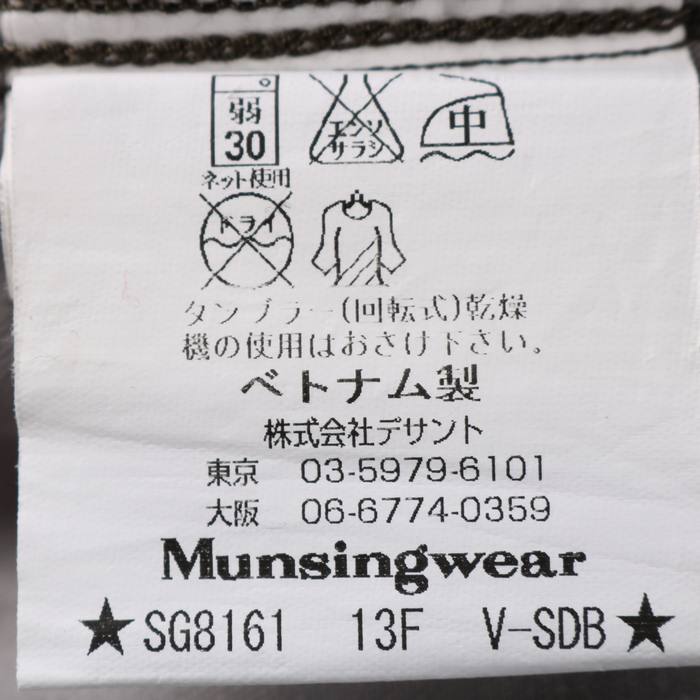 弱
30
ネット使用
エンソ
サラシ
中
ドライ
タンブラー(回転式)乾燥
機の使用はおさけ下さい。
ベトナム製
株式会社デサント
東京 03-5979-6101
大阪 06-6774-0359
Munsingwear
★SG8161 13F V-SDB★